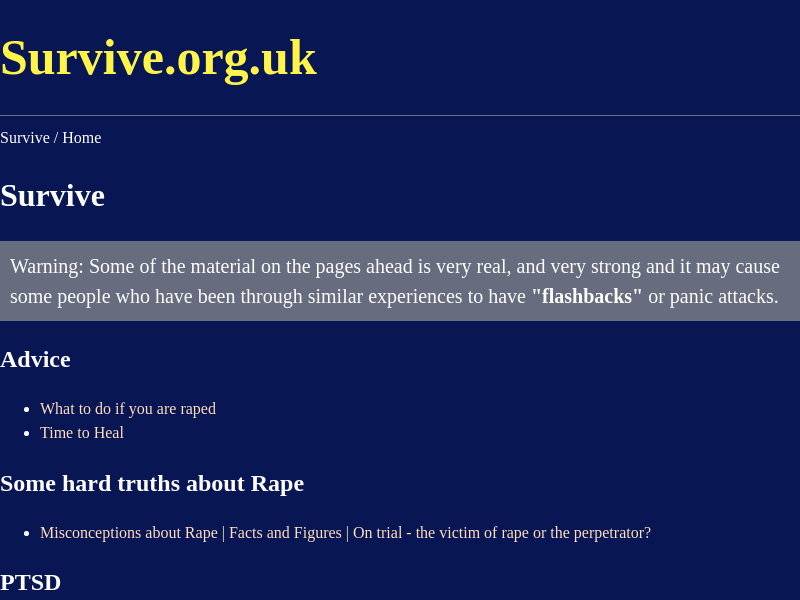 Survive.org.uk
Survive / Home
Survive
Warning: Some of the material on the pages ahead is very real, and very strong and it may cause
some people who have been through similar experiences to have "flashbacks" or panic attacks.
Advice
What to do if you are raped
Time to Heal
Some hard truths about Rape
Misconceptions about Rape | Facts and Figures | On trial - the victim of rape or the perpetrator?
PTSD